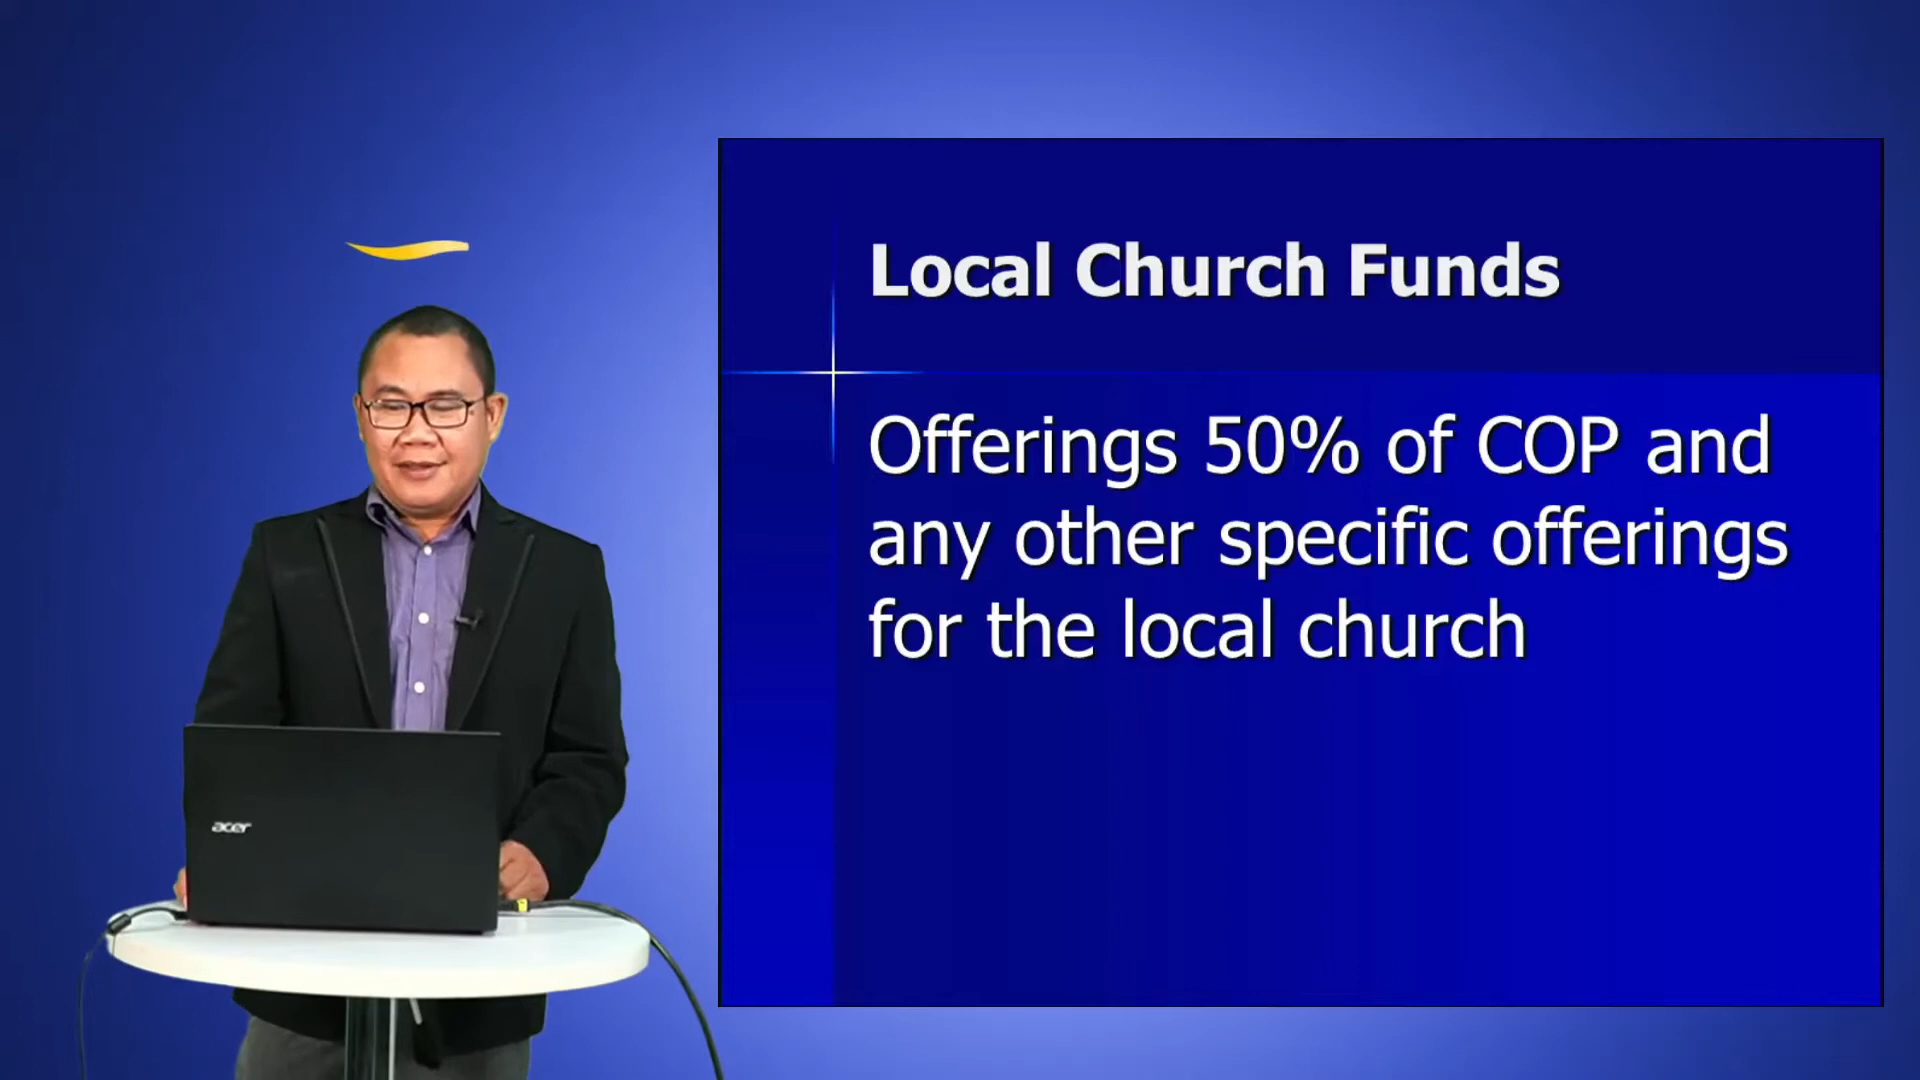 Local Church Funds
Offerings 50% of COP and
any other specific offerings
for the local church
acer